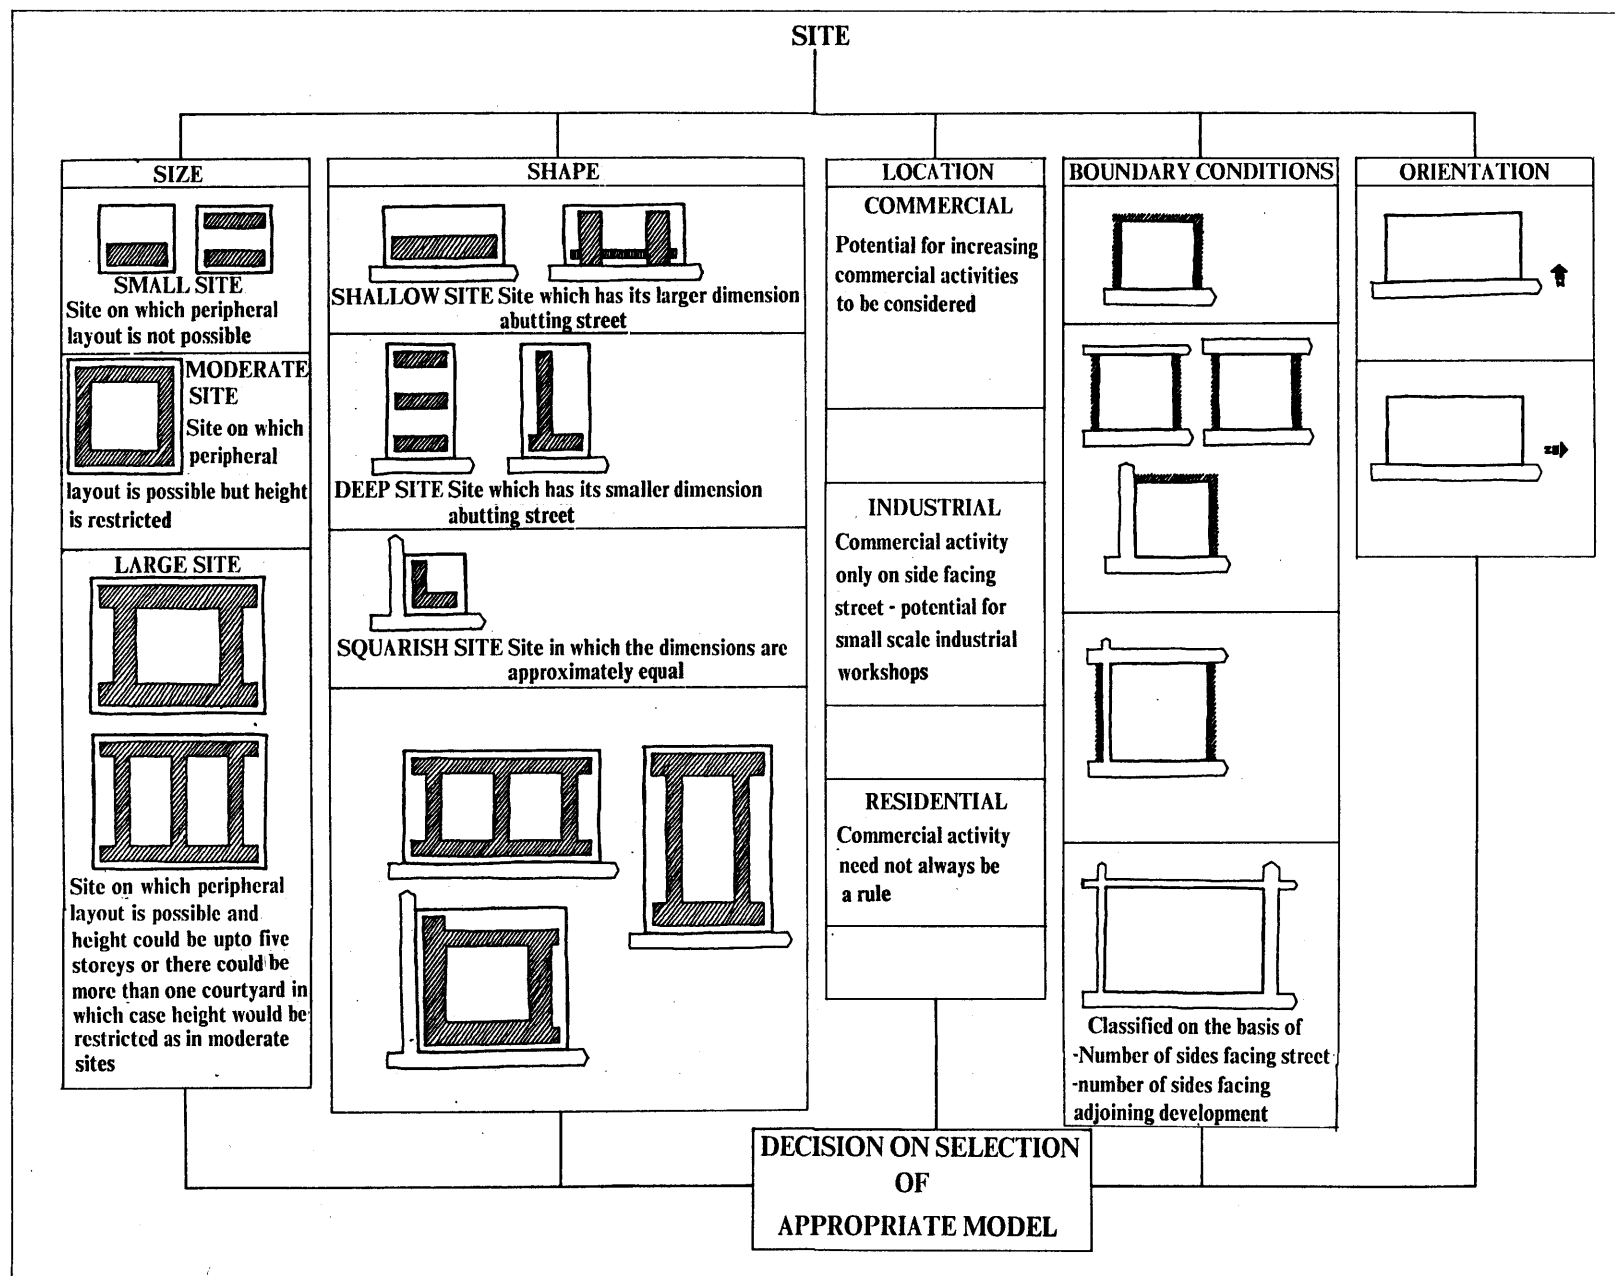 SITE
SIZE
SMALL SITE
Site on which peripheral
layout is not possible
MODERATE
SITE
Site on which
peripheral
layout is possible but height
is restricted
LARGE SITE
Site on which peripheral
layout is possible and
height could be upto five
storeys or there could be
more than one courtyard in
which case height would be
restricted as in moderate
sites
SHAPE
SHALLOW SITE Site which has its larger dimension
abutting street
DEEP SITE Site which has its smaller dimension
abutting street
SQUARISH SITE Site in which the dimensions are
approximately equal
LOCATION
COMMERCIAL
Potential for increasing
commercial activities
to be considered
INDUSTRIAL
Commercial activity
only on side facing
street - potential for
small scale industrial
workshops
RESIDENTIAL
Commercial activity
need not always be
a rule
BOUNDARY CONDITIONS
Classified on the basis of
-Number of sides facing street
-number of sides facing
adjoining development
ORIENTATION
DECISION ON SELECTION
OF
APPROPRIATE MODEL